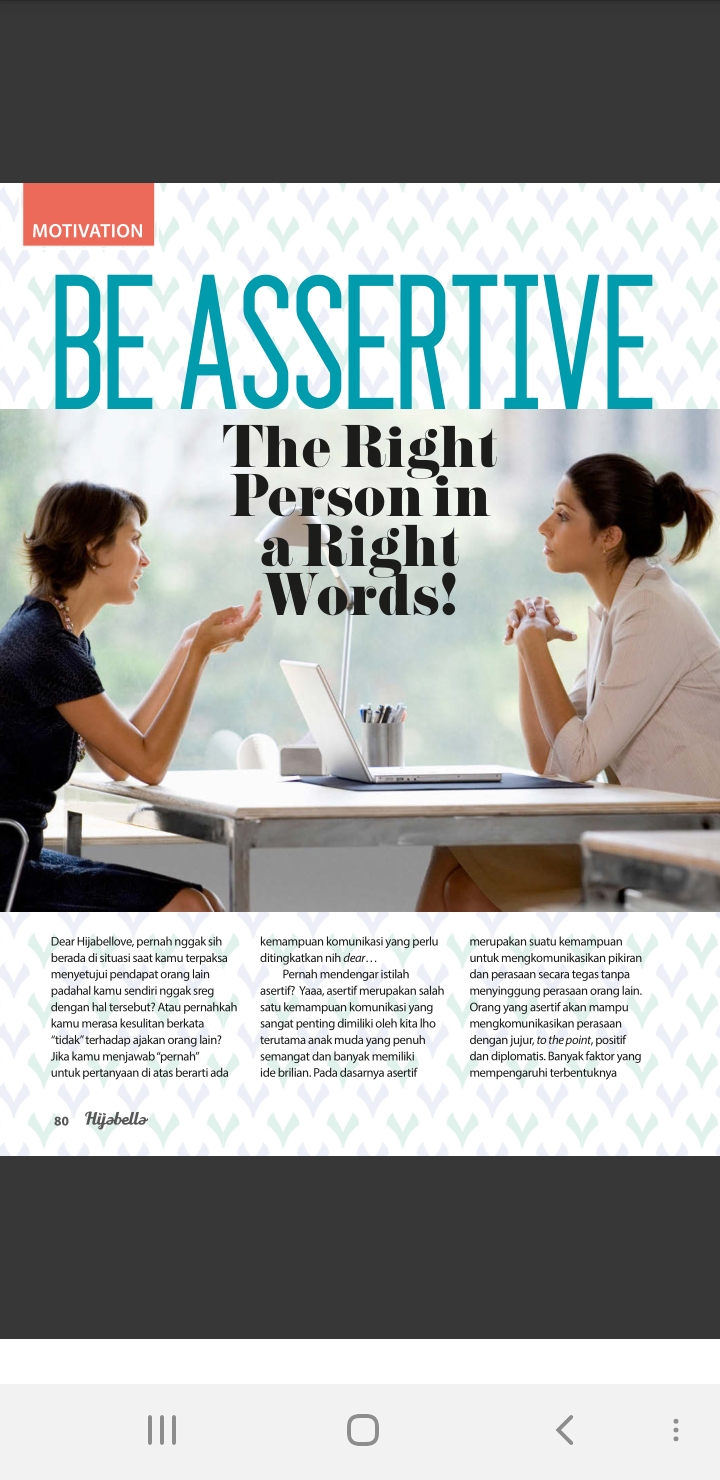 MOTIVATION
BE ASSERTIVE
The Right
Person in
a Right
Words!
Dear Hijabellove, pernah nggak sih
berada di situasi saat kamu terpaksa
menyetujui pendapat orang lain
padahal kamu sendiri nggak sreg
dengan hal tersebut? Atau pernahkah
kamu merasa kesulitan berkata
“tidak” terhadap ajakan orang lain?
Jika kamu menjawab “pernah”
untuk pertanyaan di atas berarti ada
kemampuan komunikasi yang perlu
ditingkatkan nih dear…
Pernah mendengar istilah
asertif? Yaaa, asertif merupakan salah
satu kemampuan komunikasi yang
sangat penting dimiliki oleh kita lho
terutama anak muda yang penuh
semangat dan banyak memiliki
ide brilian. Pada dasarnya asertif
merupakan suatu kemampuan
untuk mengkomunikasikan pikiran
dan perasaan secara tegas tanpa
menyinggung perasaan orang lain.
Orang yang asertif akan mampu
mengkomunikasikan perasaan
dengan jujur, to the point, positif
dan diplomatis. Banyak faktor yang
mempengaruhi terbentuknya
80 Hijabella